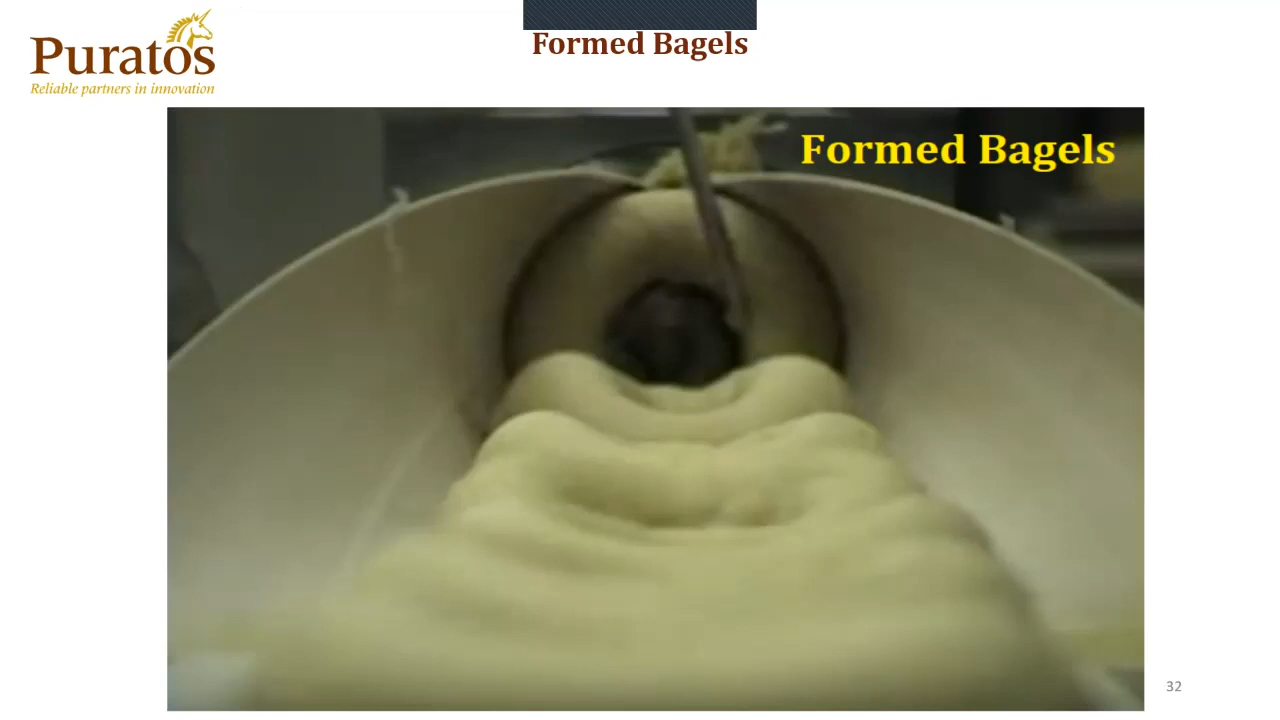 Puratos
Reliable partners in innovation
Formed Bagels
Formed Bagels
32